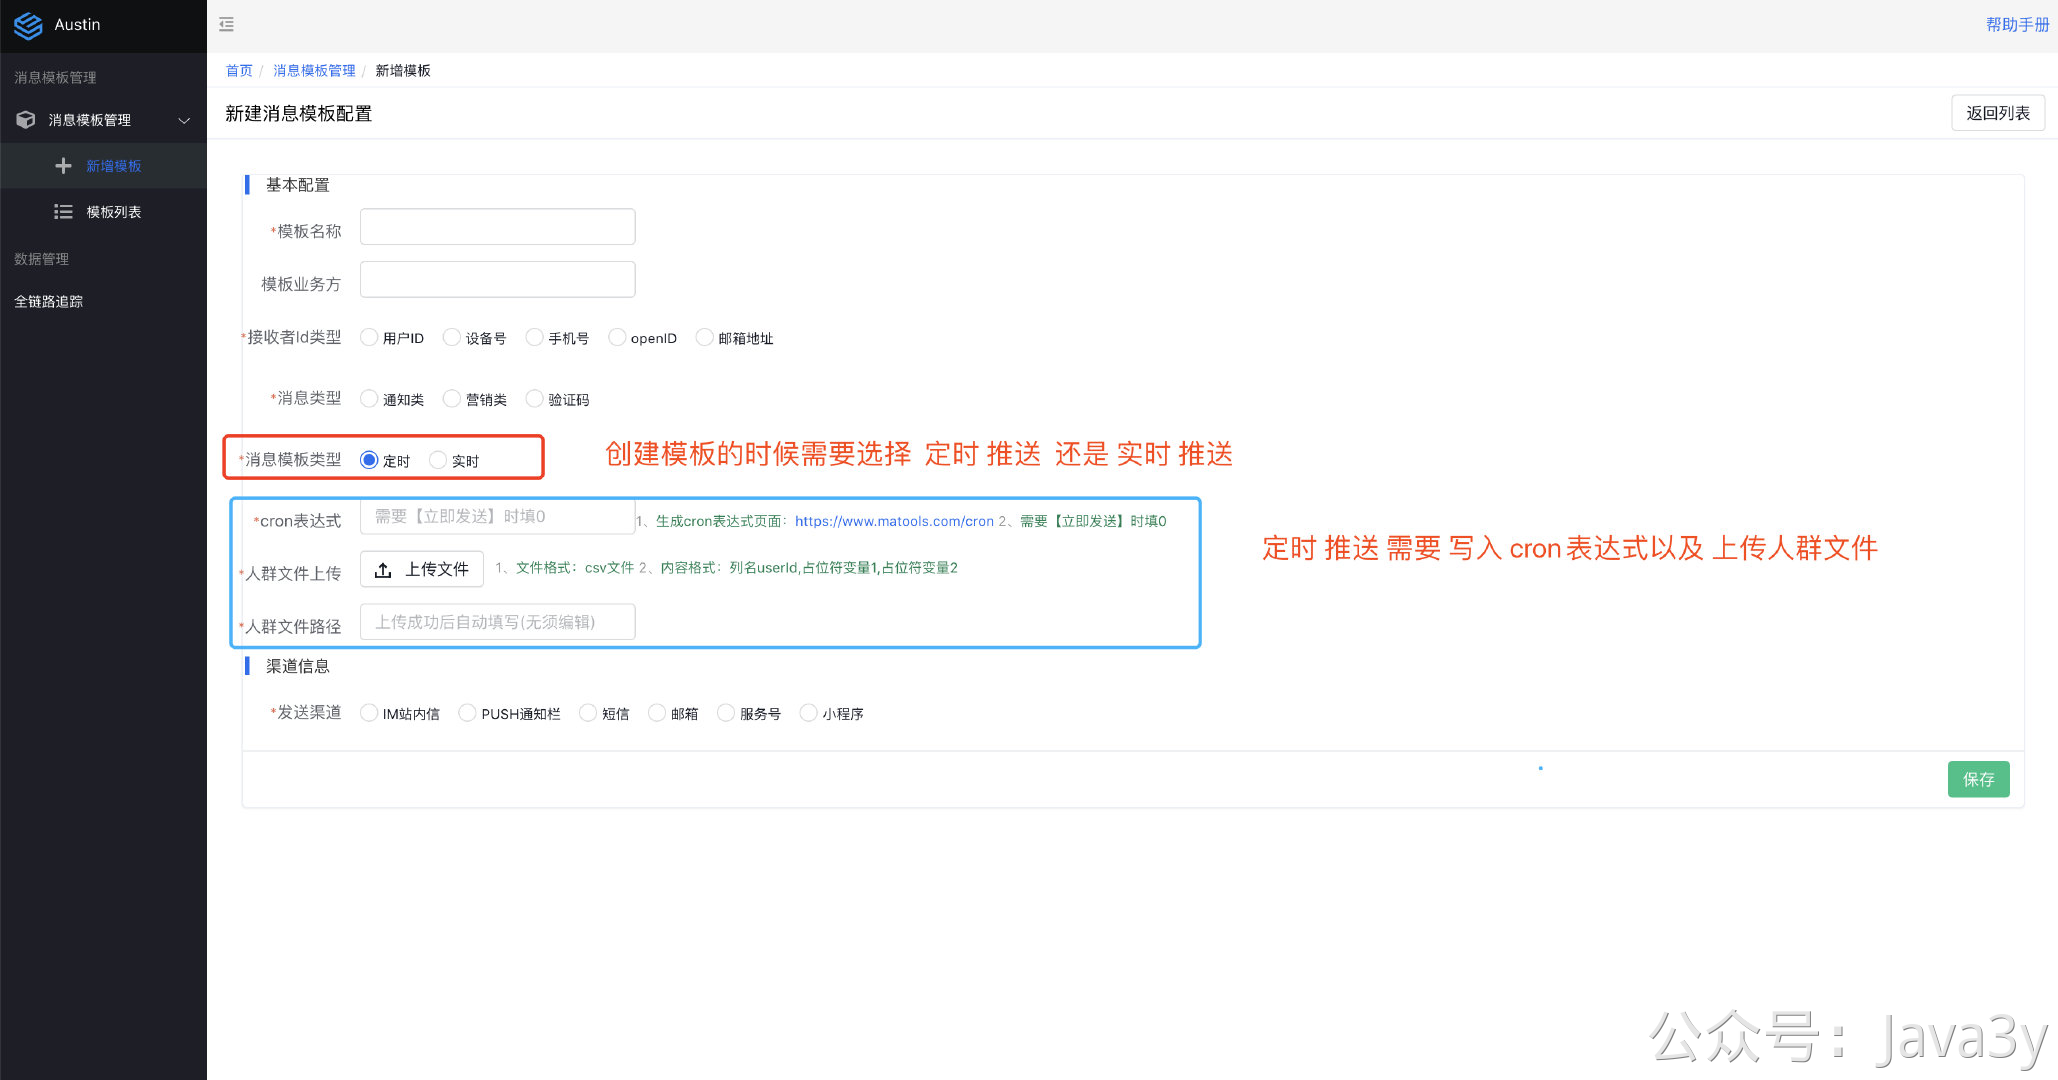 Austin
帮助手册
消息模板管理
消息模板管理
新增模板
模板列表
数据管理
全链路追踪
首页 / 消息模板管理 / 新增模板
新建消息模板配置
返回列表
基本配置
*模板名称
模板业务方
*接收者Id类型 用户ID 设备号 手机号 openID 邮箱地址
*消息类型 通知类 营销类 验证码
*消息模板类型 定时 实时
创建模板的时候需要选择 定时 推送 还是 实时 推送
*cron表达式 需要【立即发送】时填0 1、生成cron表达式页面：https://www.matools.com/cron 2、需要【立即发送】时填0
定时 推送 需要 写入 cron 表达式以及 上传人群文件
*人群文件上传 上传文件 1、文件格式：csv文件 2、内容格式：列名userId,占位符变量1,占位符变量2
*人群文件路径 上传成功后自动填写(无须编辑)
渠道信息
*发送渠道 IM站内信 PUSH通知栏 短信 邮箱 服务号 小程序
保存
公众号：Java3y